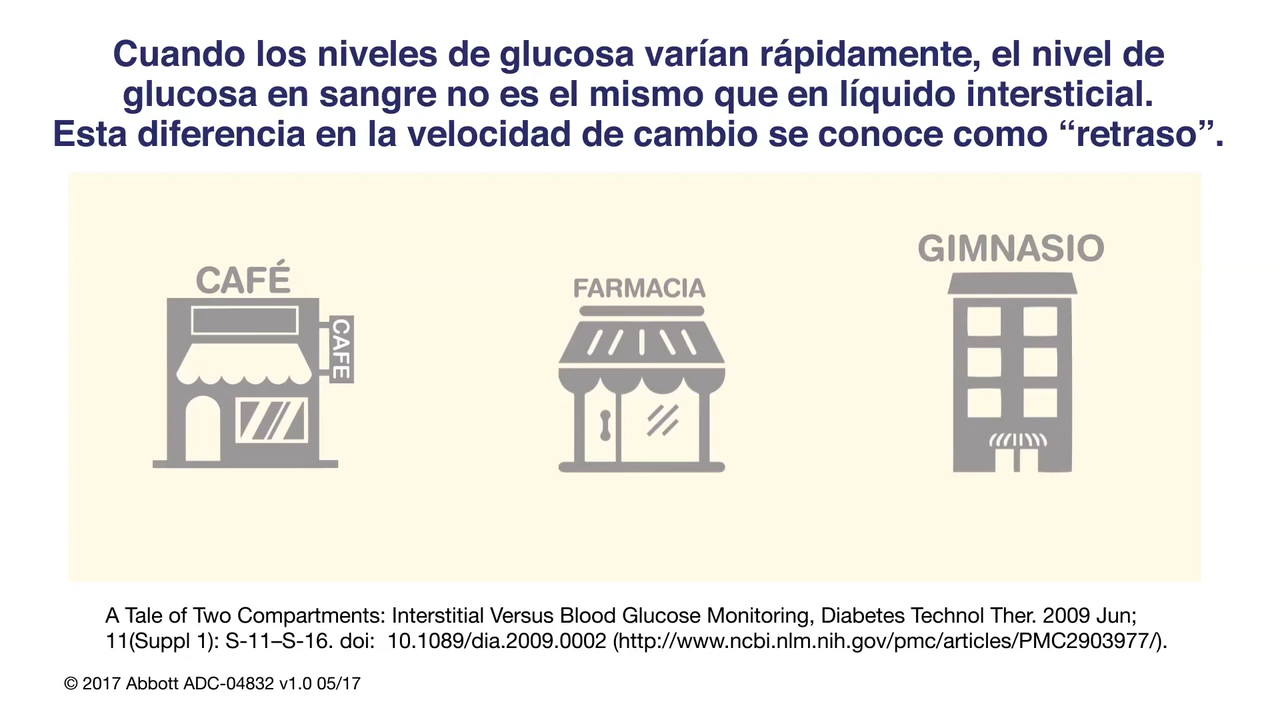 Cuando los niveles de glucosa varían rápidamente, el nivel de
glucosa en sangre no es el mismo que en líquido intersticial.
Esta diferencia en la velocidad de cambio se conoce como “retraso”.
CAFÉ
CAFE
FARMACIA
GIMNASIO
A Tale of Two Compartments: Interstitial Versus Blood Glucose Monitoring, Diabetes Technol Ther. 2009 Jun;
11(Suppl 1): S-11–S-16. doi:  10.1089/dia.2009.0002 (http://www.ncbi.nlm.nih.gov/pmc/articles/PMC2903977/).
© 2017 Abbott ADC-04832 v1.0 05/17